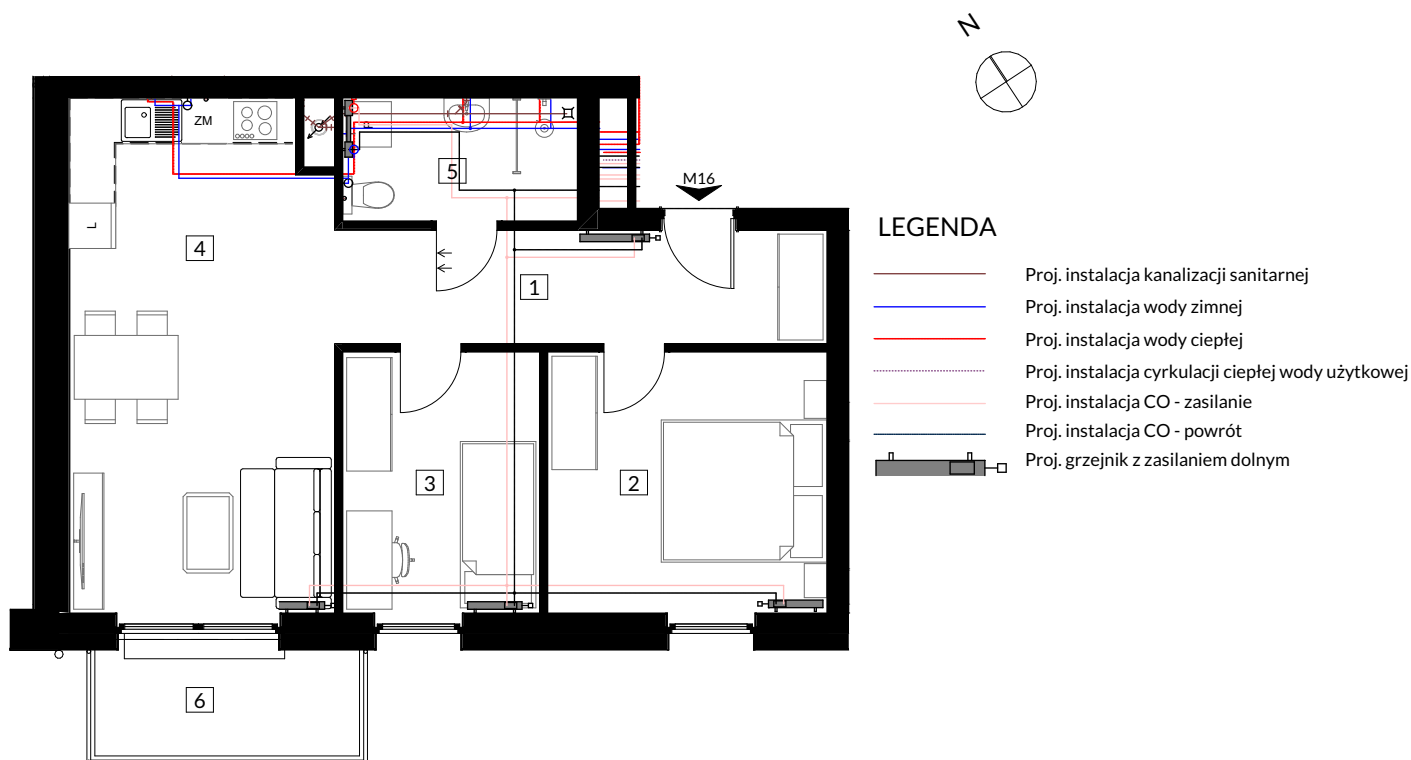 N
ZM
M16
5
L
4
LEGENDA
Proj. instalacja kanalizacji sanitarnej
1
Proj. instalacja wody zimnej
Proj. instalacja wody ciepłej
Proj. instalacja cyrkulacji ciepłej wody użytkowej
Proj. instalacja CO - zasilanie
Proj. instalacja CO - powrót
Proj. grzejnik z zasilaniem dolnym
3
2
6